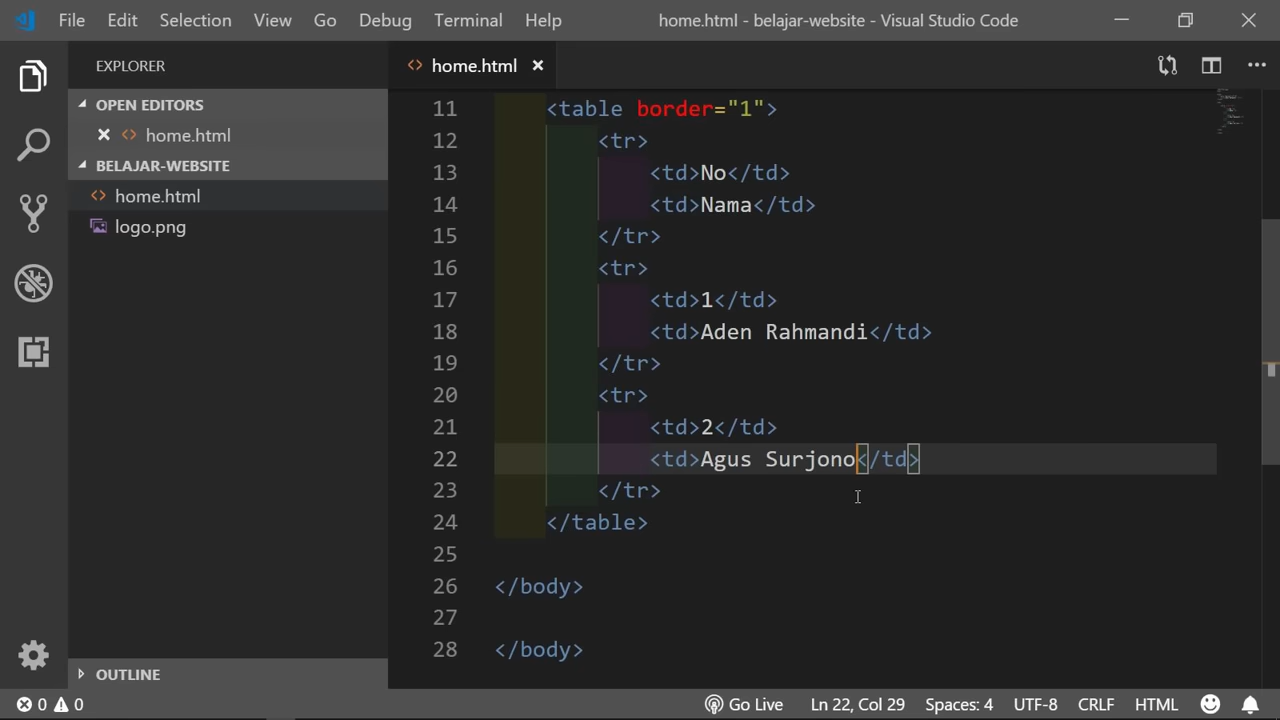 File Edit Selection View Go Debug Terminal Help home.html - belajar-website - Visual Studio Code
EXPLORER
OPEN EDITORS
home.html
BELAJAR-WEBSITE
home.html
logo.png
OUTLINE
home.html
11 <table border="1">
12 <tr>
13 <td>No</td>
14 <td>Nama</td>
15 </tr>
16 <tr>
17 <td>1</td>
18 <td>Aden Rahmandi</td>
19 </tr>
20 <tr>
21 <td>2</td>
22 <td>Agus Surjono</td>
23 </tr>
24 </table>
25
26 </body>
27
28 </body>
0 0 Go Live Ln 22, Col 29 Spaces: 4 UTF-8 CRLF HTML